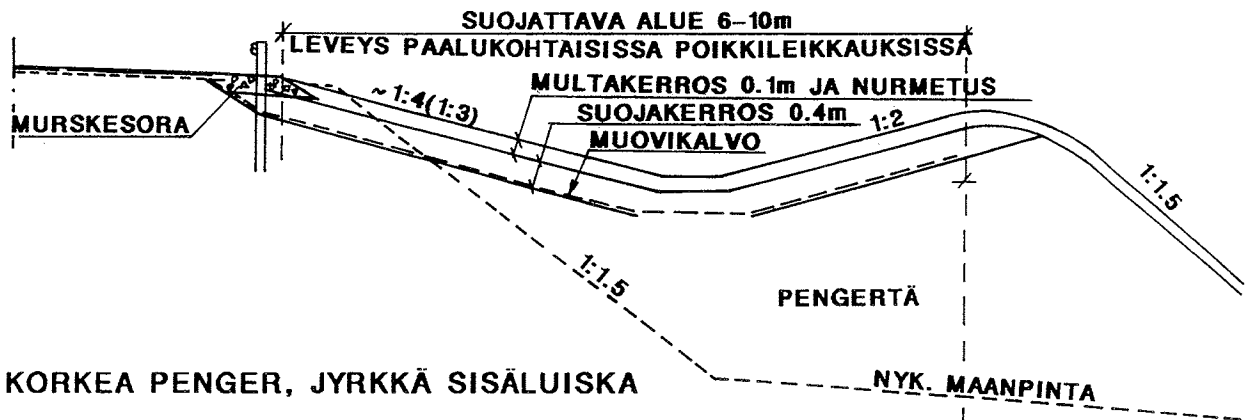 SUOJATTAVA ALUE 6-10m
LEVEYS PAALUKOHTAISISSA POIKKILEIKKAUKSISSA
MULTAKERROS 0.1m JA NURMETUS
~ 1:4(1:3)
SUOJAKERROS 0.4m
1:2
MURSKESORA
MUOVIKALVO
1:1.5
1:1.5
PENGERTÄ
KORKEA PENGER, JYRKKÄ SISÄLUISKA
NYK. MAANPINTA